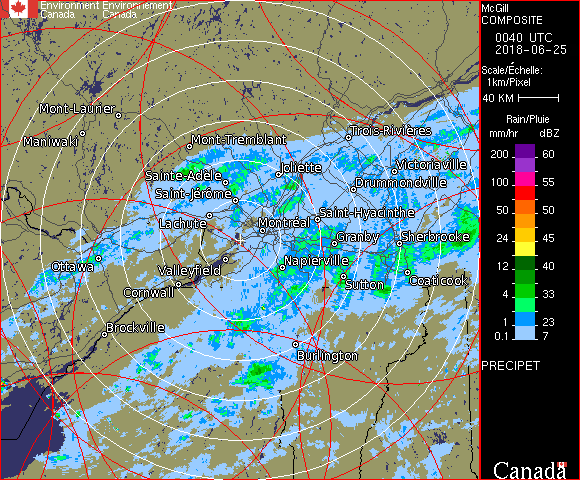 Environment Environnement
Canada Canada
McGill
COMPOSITE
0040 UTC
2018-06-25
Scale/Échelle:
1km/Pixel
40 KM
Rain/Pluie
mm/hr dBZ
200 60
100 55
50 50
24 45
12 40
4 33
1 23
0.1 7
PRECIPET
Canada
Mont-Laurier
Maniwaki
Mont-Tremblant
Trois-Rivières
Joliette
Victoriaville
Sainte-Adèle
Drummondville
Saint-Jérôme
Saint-Hyacinthe
Lachute
Montréal
Granby
Sherbrooke
Ottawa
Valleyfield
Napierville
Cornwall
Sutton
Coaticook
Brockville
Burlington